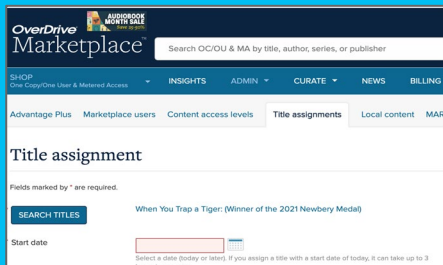 OverDrive
AUDIOBOOK
MONTH SALE
Marketplace™
Search OC/OU & MA by title, author, series, or publisher
SHOP
One Copy/One User & Metered Access
INSIGHTS ADMIN CURATE NEWS BILLING
Advantage Plus Marketplace users Content access levels Title assignments Local content MAR
Title assignment
Fields marked by * are required.
SEARCH TITLES
When You Trap a Tiger: (Winner of the 2021 Newbery Medal)
Start date
Select a date (today or later). If you assign a title with a start date of today, it can take up to 3